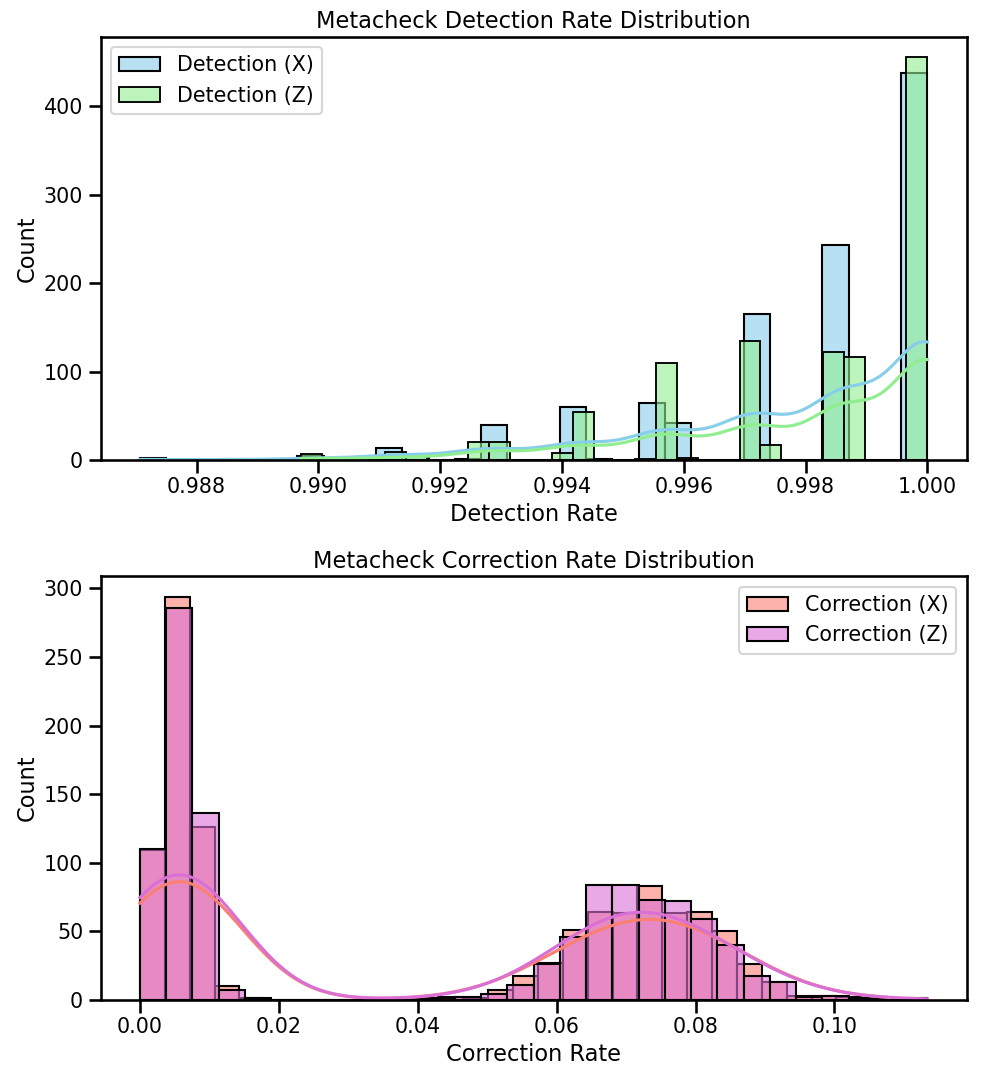 Metacheck Detection Rate Distribution
Detection (X)
Detection (Z)
400
300
200
100
0
Count
0.988 0.990 0.992 0.994 0.996 0.998 1.000
Detection Rate
Metacheck Correction Rate Distribution
Correction (X)
Correction (Z)
300
250
200
150
100
50
0
Count
0.00 0.02 0.04 0.06 0.08 0.10
Correction Rate